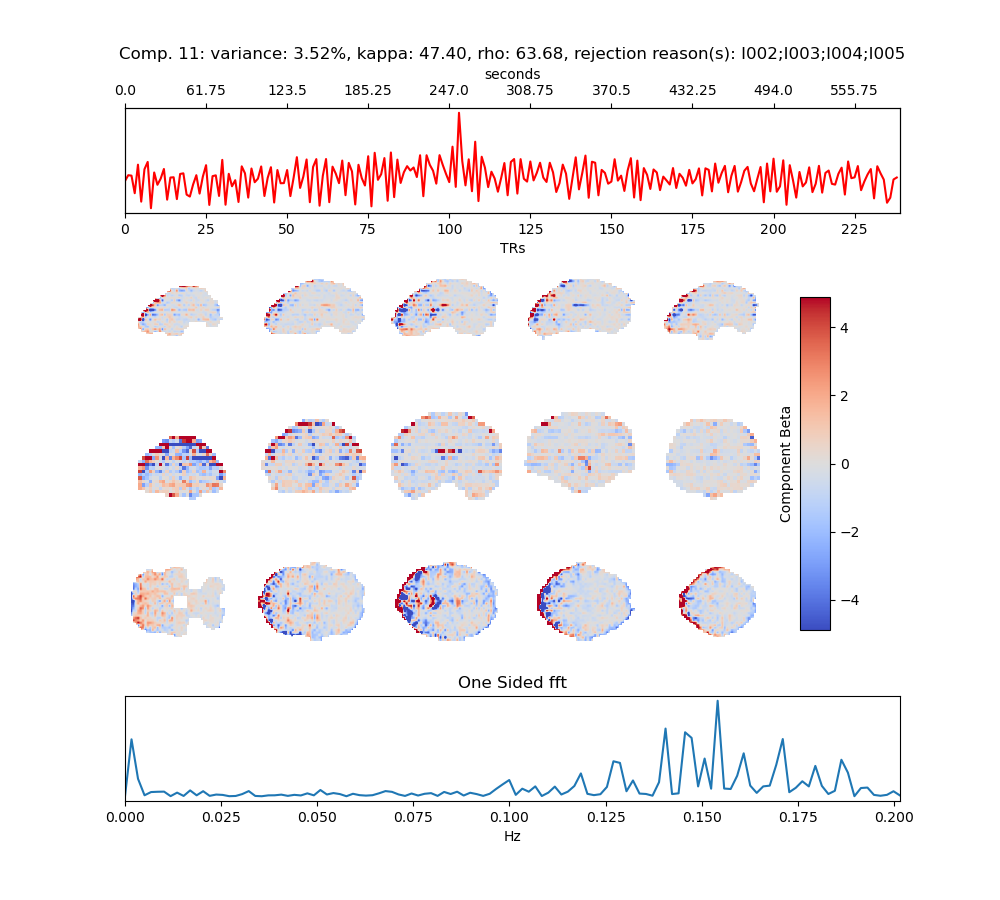 Comp. 11: variance: 3.52%, kappa: 47.40, rho: 63.68, rejection reason(s): I002;I003;I004;I005
seconds
0.0 61.75 123.5 185.25 247.0 308.75 370.5 432.25 494.0 555.75
0 25 50 75 100 125 150 175 200 225
TRs
4
2
0
−2
−4
Component Beta
One Sided fft
0.000 0.025 0.050 0.075 0.100 0.125 0.150 0.175 0.200
Hz